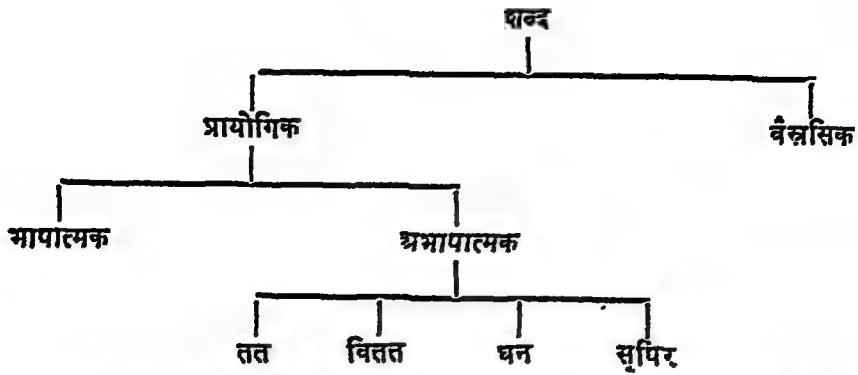 शब्द
प्रायोगिक
वैस्रसिक
भाषात्मक
अभाषात्मक
तत
वितत
घन
सुषिर